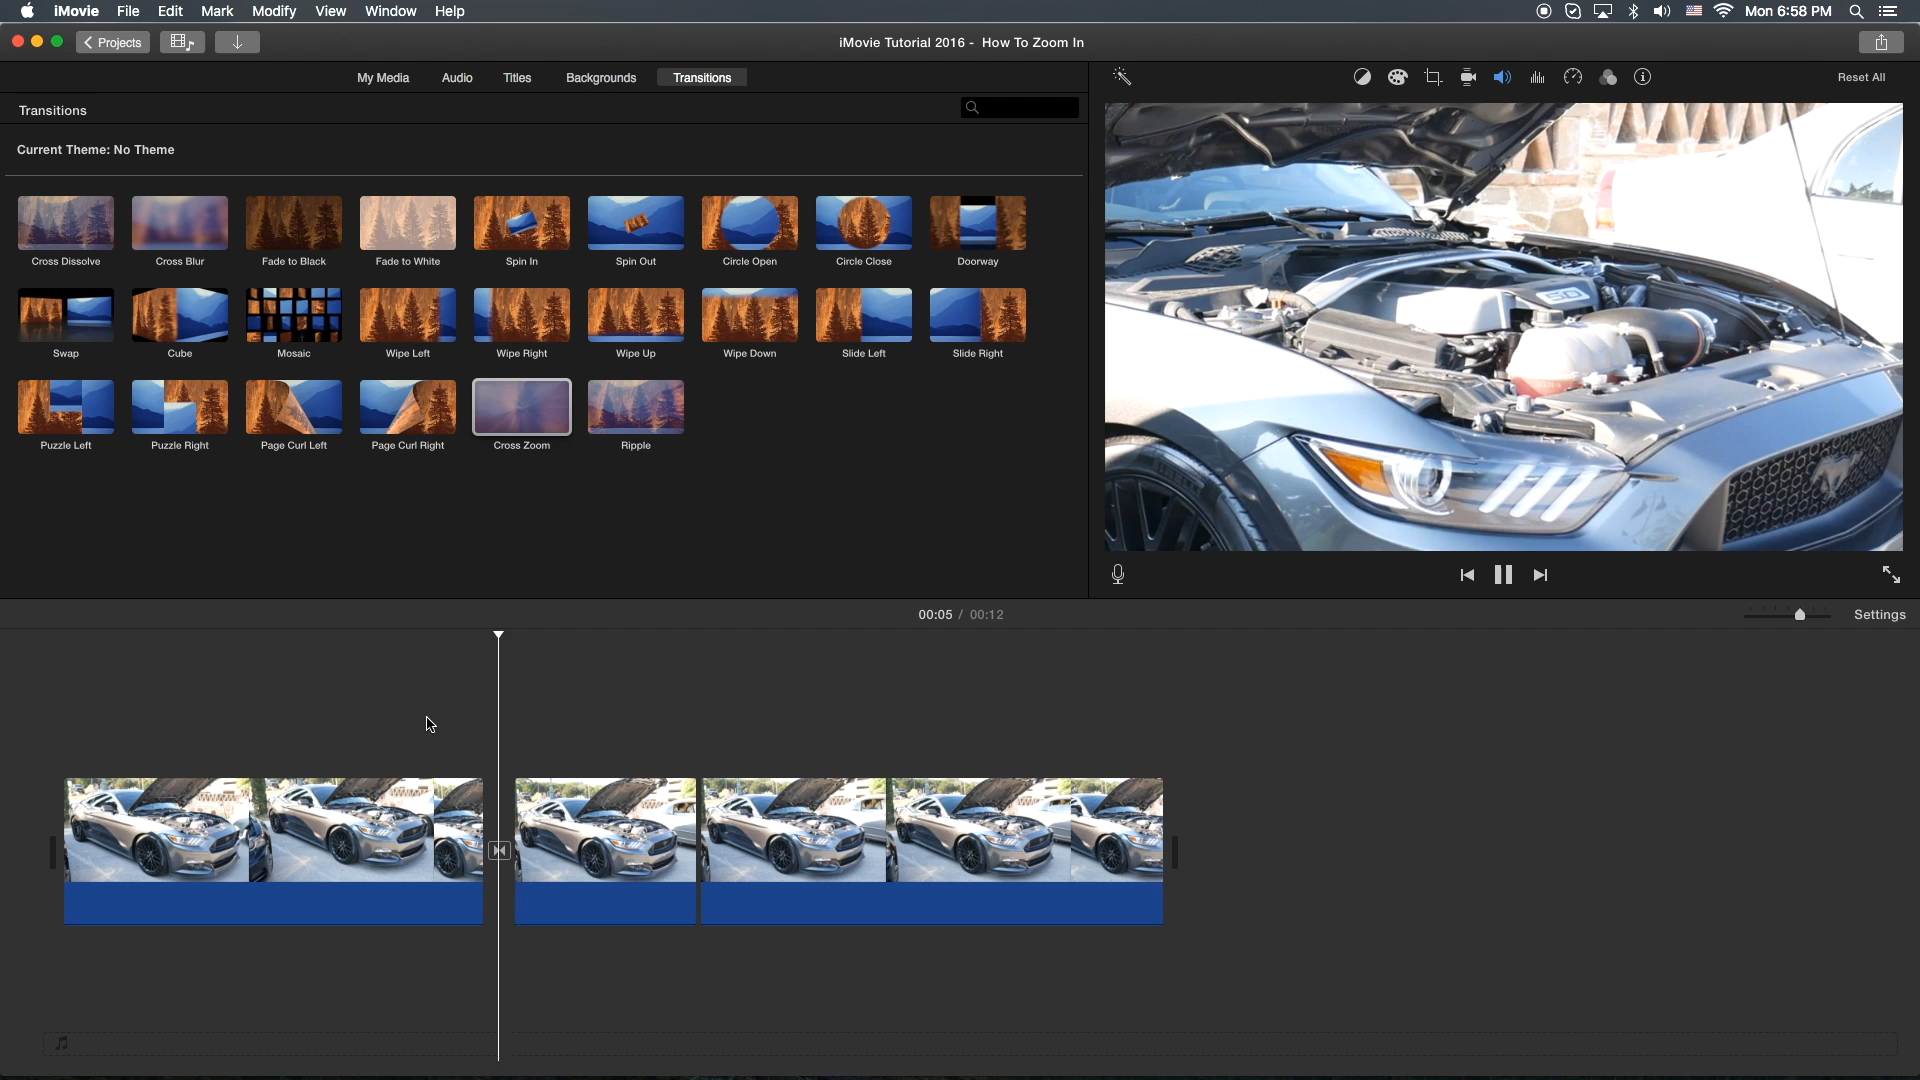 iMovie File Edit Mark Modify View Window Help Mon 6:58 PM
Projects iMovie Tutorial 2016 - How To Zoom In
My Media Audio Titles Backgrounds Transitions Reset All
Transitions
Current Theme: No Theme
Cross Dissolve Cross Blur Fade to Black Fade to White Spin In Spin Out Circle Open Circle Close Doorway
Swap Cube Mosaic Wipe Left Wipe Right Wipe Up Wipe Down Slide Left Slide Right
Puzzle Left Puzzle Right Page Curl Left Page Curl Right Cross Zoom Ripple
5.0
00:05 / 00:12 Settings